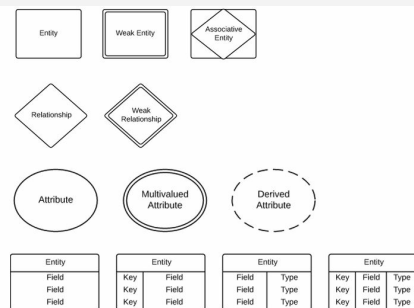 Entity
Weak Entity
Associative
Entity
Relationship
Weak
Relationship
Attribute
Multivalued
Attribute
Derived
Attribute
Entity Entity Entity Entity
Field Key Field Field Type Key Field Type
Field Key Field Field Type Key Field Type
Field Key Field Field Type Key Field Type